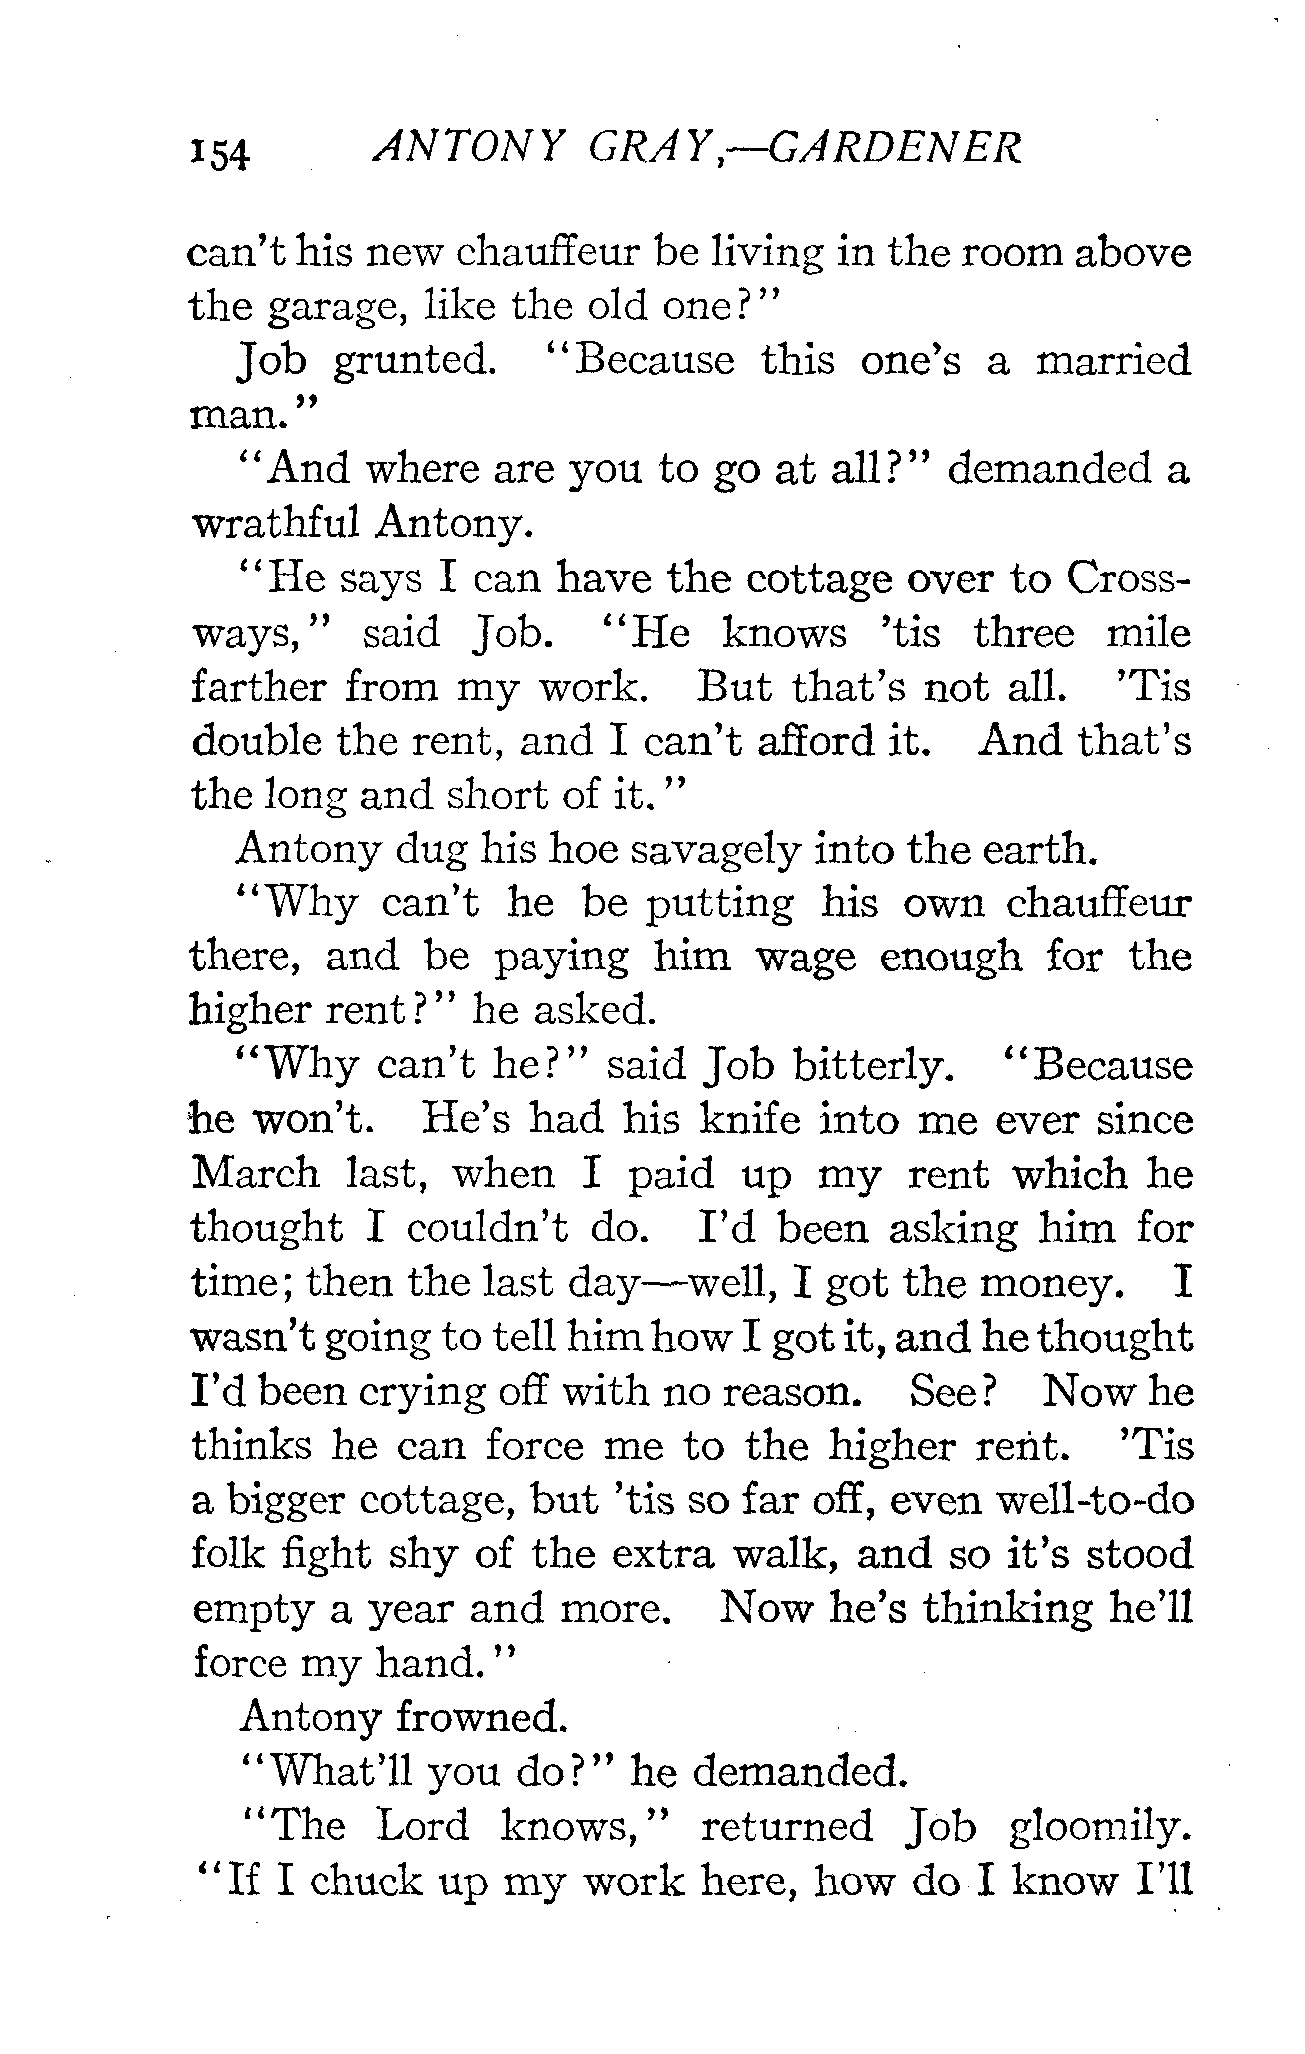 154 ANTONY GRAY,—GARDENER
can't his new chauffeur be living in the room above
the garage, like the old one?"
Job grunted. "Because this one's a married
man."
"And where are you to go at all?" demanded a
wrathful Antony.
"He says I can have the cottage over to Cross-
ways," said Job. "He knows 'tis three mile
farther from my work. But that's not all. 'Tis
double the rent, and I can't afford it. And that's
the long and short of it."
Antony dug his hoe savagely into the earth.
"Why can't he be putting his own chauffeur
there, and be paying him wage enough for the
higher rent?" he asked.
"Why can't he?" said Job bitterly. "Because
he won't. He's had his knife into me ever since
March last, when I paid up my rent which he
thought I couldn't do. I'd been asking him for
time; then the last day—well, I got the money. I
wasn't going to tell him how I got it, and he thought
I'd been crying off with no reason. See? Now he
thinks he can force me to the higher rent. 'Tis
a bigger cottage, but 'tis so far off, even well-to-do
folk fight shy of the extra walk, and so it's stood
empty a year and more. Now he's thinking he'll
force my hand."
Antony frowned.
"What'll you do?" he demanded.
"The Lord knows," returned Job gloomily.
"If I chuck up my work here, how do I know I'll